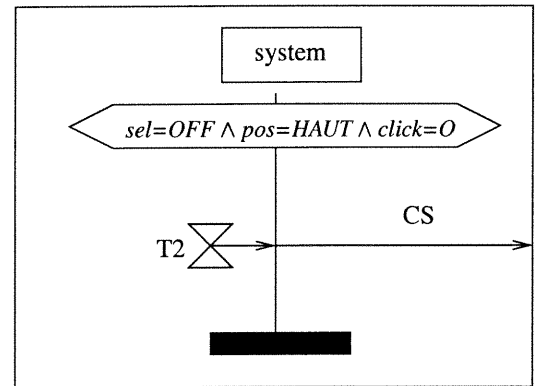 system
sel=OFF ∧ pos=HAUT ∧ click=O
CS
T2